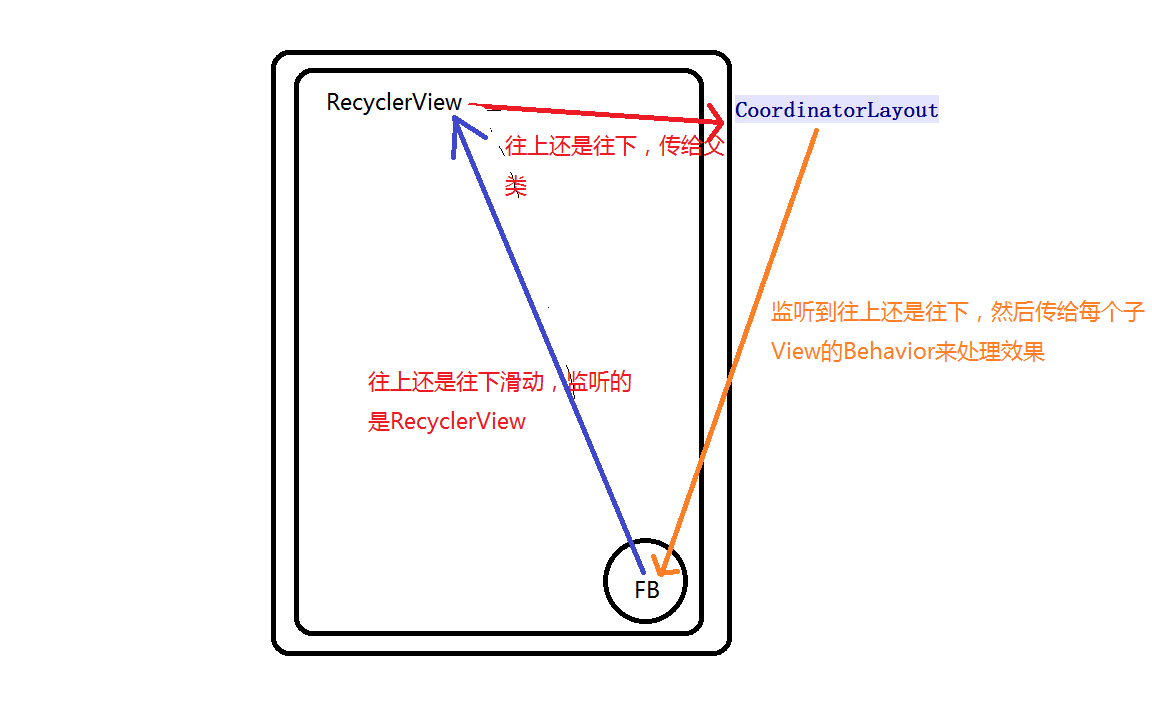 RecyclerView
CoordinatorLayout
往上还是往下，传给父
类
监听到往上还是往下，然后传给每个子
View的Behavior来处理效果
往上还是往下滑动，监听的
是RecyclerView
FB